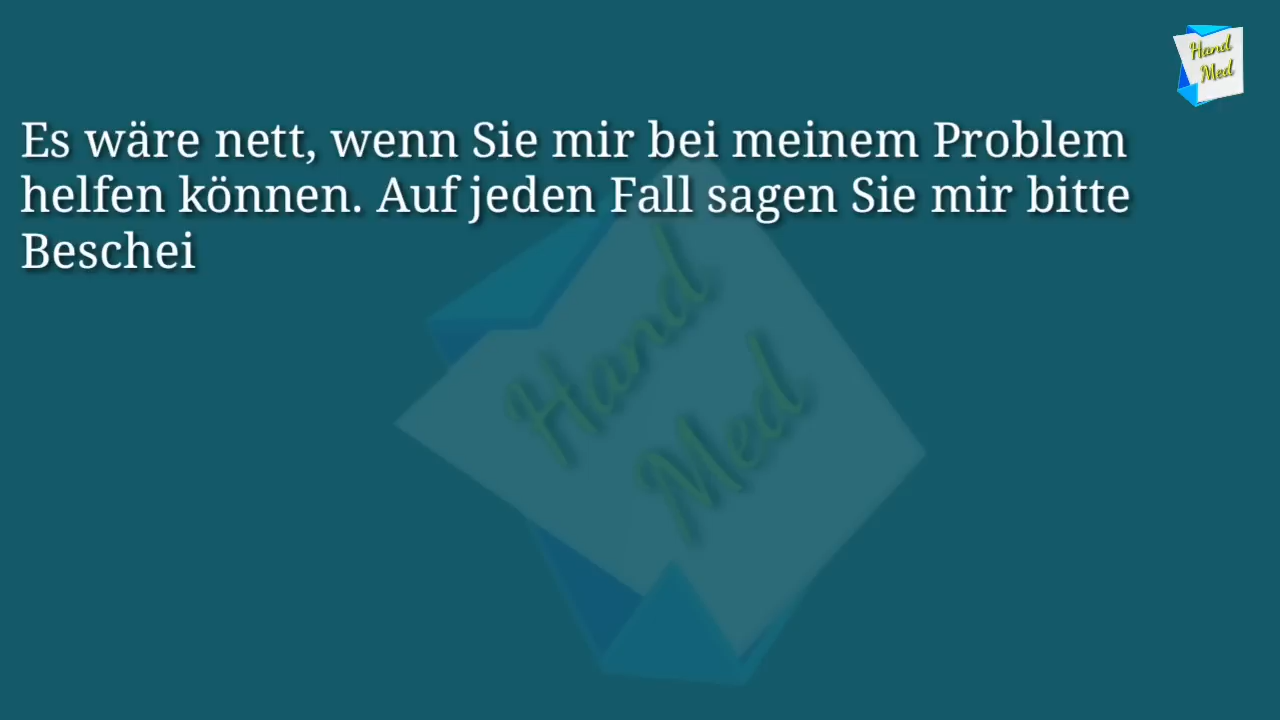 Hand
Med
Es wäre nett, wenn Sie mir bei meinem Problem
helfen können. Auf jeden Fall sagen Sie mir bitte
Beschei
Hand
Med